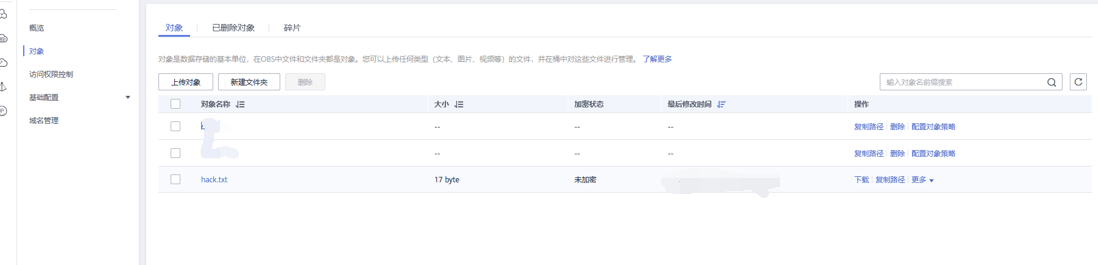 概览
对象
访问权限控制
基础配置
域名管理
对象 已删除对象 碎片
对象是数据存储的基本单位，在OBS中文件和文件夹都是对象。您可以上传任何类型（文本、图片、视频等）的文件，并在桶中对这些文件进行管理。 了解更多
上传对象 新建文件夹 删除 输入对象名前缀搜索
对象名称 大小 加密状态 最后修改时间 操作
-- -- -- 复制路径 删除 配置对象策略
-- -- -- 复制路径 删除 配置对象策略
hack.txt 17 byte 未加密 下载 复制路径 更多